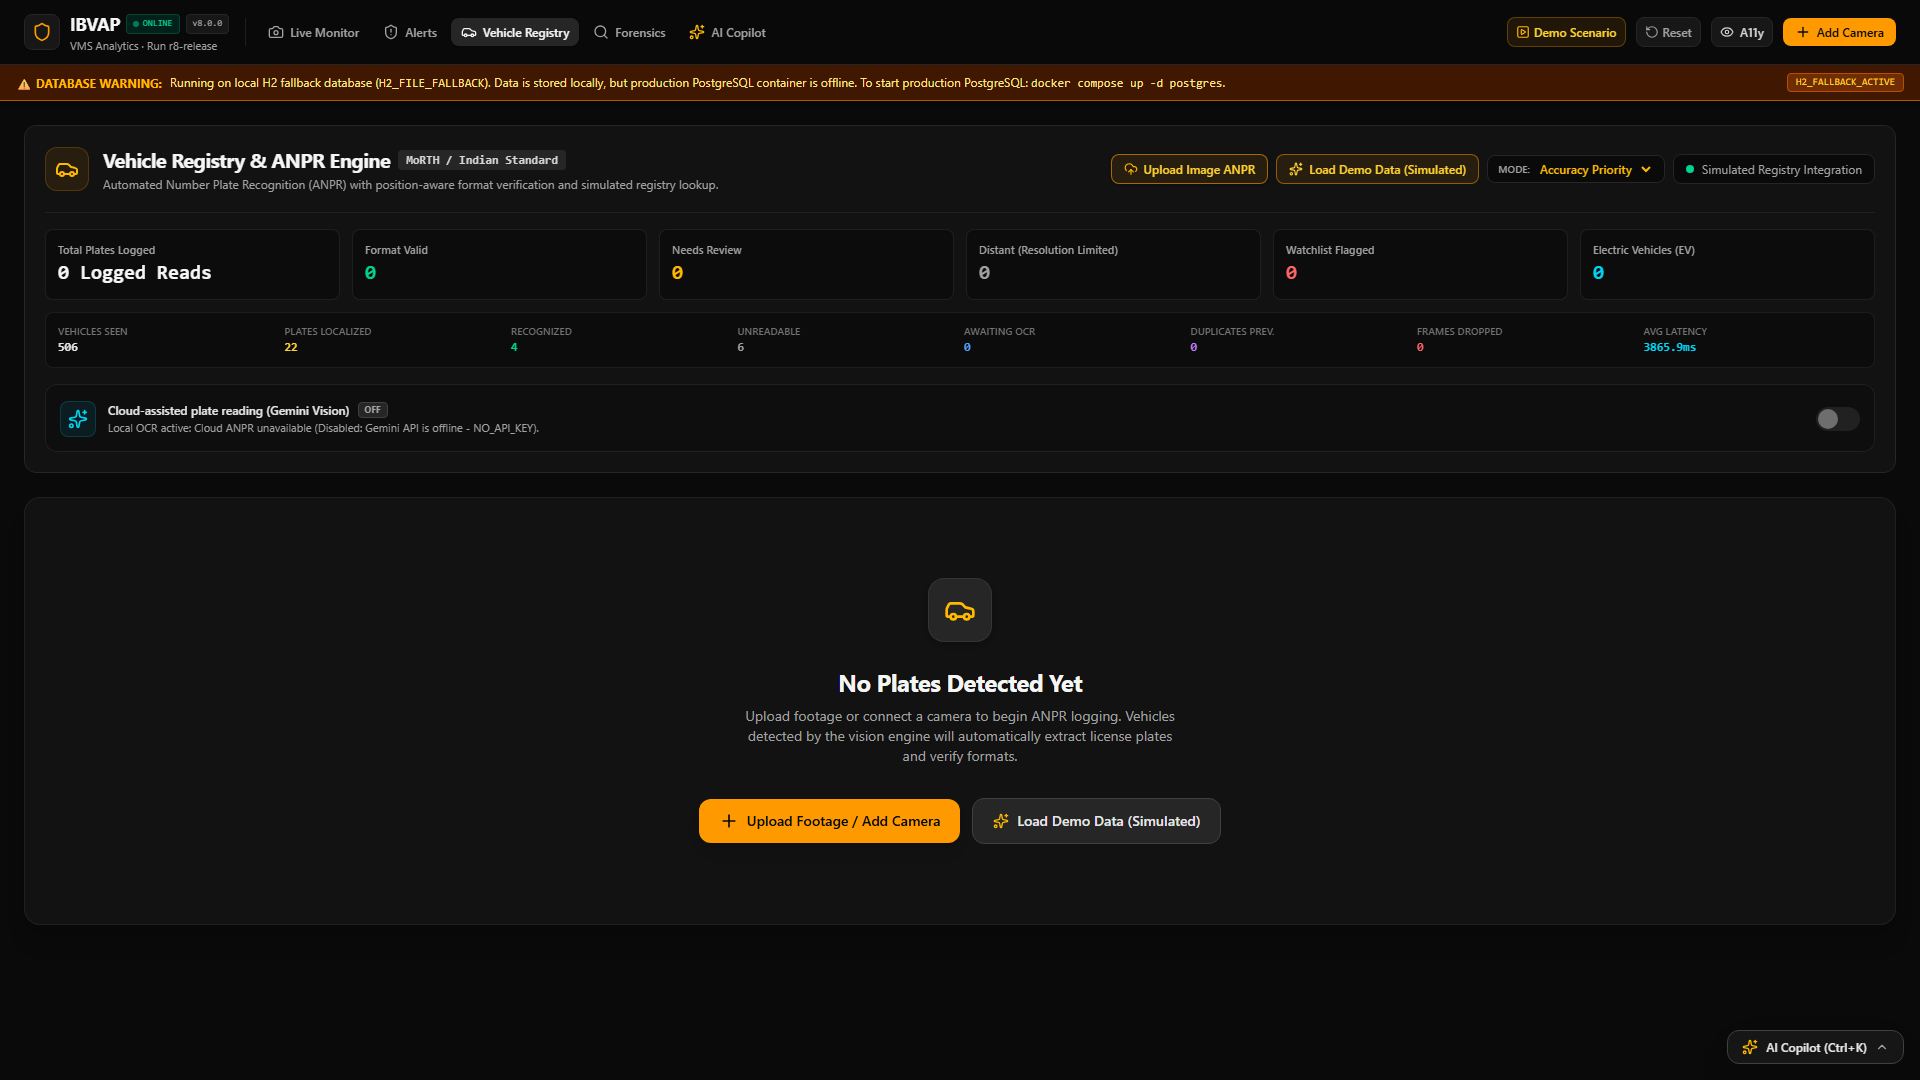 IBVAP ONLINE v8.0.0
VMS Analytics · Run r8-release
Live Monitor Alerts Vehicle Registry Forensics AI Copilot
Demo Scenario Reset A11y Add Camera
DATABASE WARNING: Running on local H2 fallback database (H2_FILE_FALLBACK). Data is stored locally, but production PostgreSQL container is offline. To start production PostgreSQL: docker compose up -d postgres.
H2_FALLBACK_ACTIVE
Vehicle Registry & ANPR Engine MoRTH / Indian Standard
Automated Number Plate Recognition (ANPR) with position-aware format verification and simulated registry lookup.
Upload Image ANPR Load Demo Data (Simulated) MODE: Accuracy Priority Simulated Registry Integration
Total Plates Logged
0 Logged Reads
Format Valid
0
Needs Review
0
Distant (Resolution Limited)
0
Watchlist Flagged
0
Electric Vehicles (EV)
0
VEHICLES SEEN
506
PLATES LOCALIZED
22
RECOGNIZED
4
UNREADABLE
6
AWAITING OCR
0
DUPLICATES PREV.
0
FRAMES DROPPED
0
AVG LATENCY
3865.9ms
Cloud-assisted plate reading (Gemini Vision) OFF
Local OCR active: Cloud ANPR unavailable (Disabled: Gemini API is offline - NO_API_KEY).
No Plates Detected Yet
Upload footage or connect a camera to begin ANPR logging. Vehicles
detected by the vision engine will automatically extract license plates
and verify formats.
Upload Footage / Add Camera Load Demo Data (Simulated)
AI Copilot (Ctrl+K)